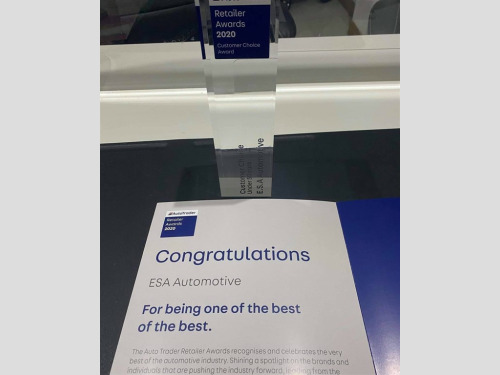 Retailer
Awards
2020
Customer Choice
Award
Customer Choice
E.S.A Automotive
AutoTrader
Retailer
Awards
2020
Congratulations
ESA Automotive
For being one of the best
of the best.
The Auto Trader Retailer Awards recognises and celebrates the very
best of the automotive industry. Shining a spotlight on the brands and
individuals that are pushing the industry forward, from the